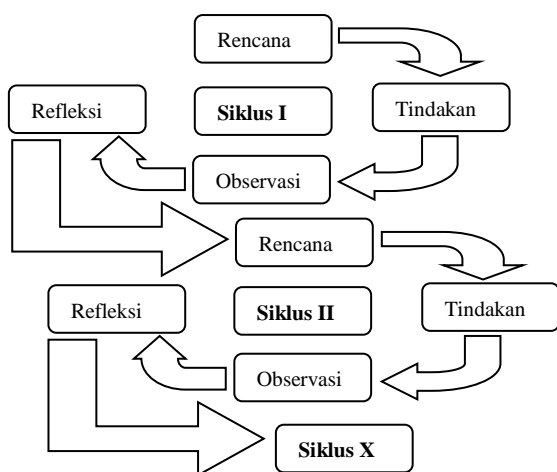 Rencana
Refleksi
Siklus I
Tindakan
Observasi
Rencana
Refleksi
Siklus II
Tindakan
Observasi
Siklus X